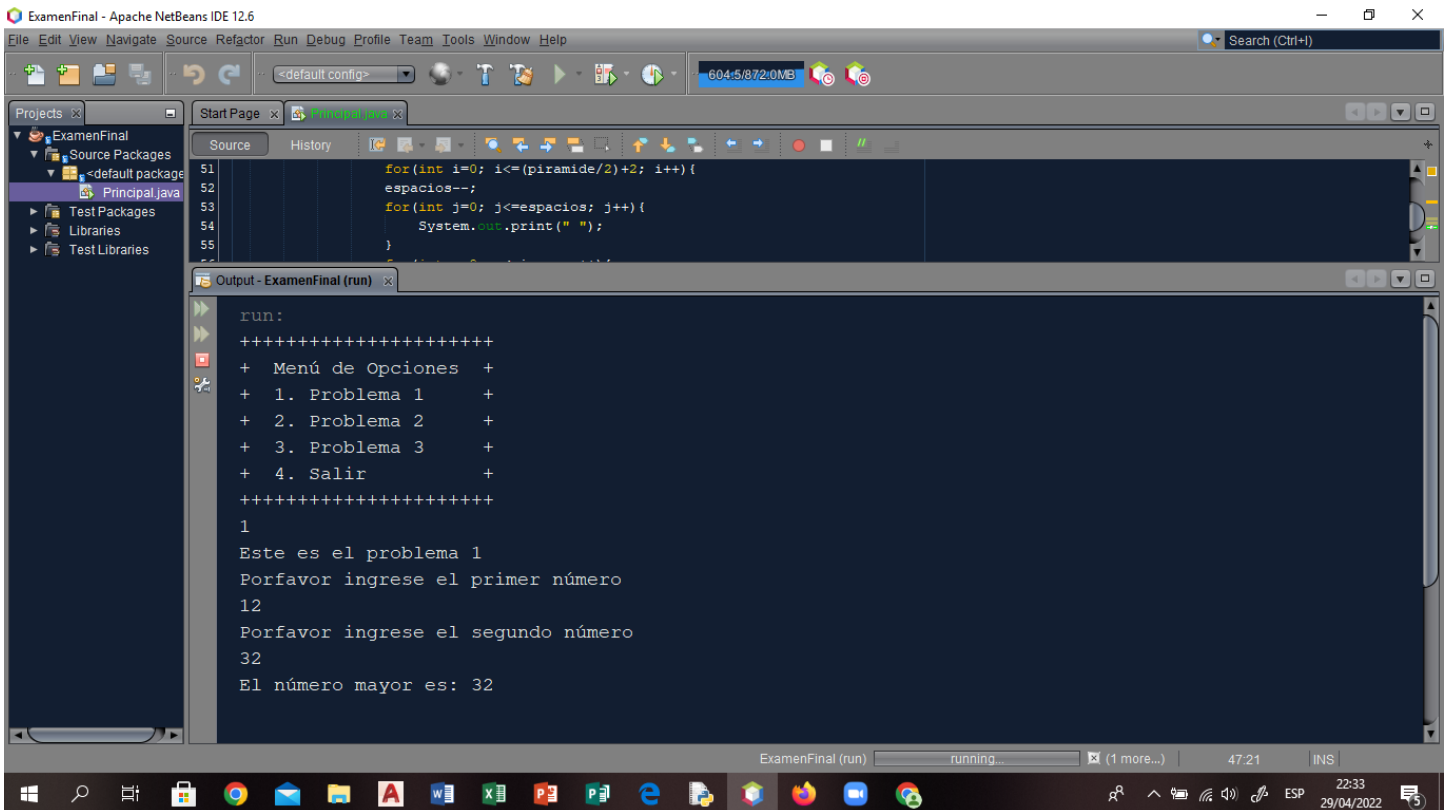 ExamenFinal - Apache NetBeans IDE 12.6
File Edit View Navigate Source Refactor Run Debug Profile Team Tools Window Help
Search (Ctrl+I)
<default config>
604.5/872.0MB
Projects
Start Page
Principal.java
ExamenFinal
Source Packages
<default package
Principal.java
Test Packages
Libraries
Test Libraries
Source
History
51 for(int i=0; i<=(piramide/2)+2; i++){
52 espacios--;
53 for(int j=0; j<=espacios; j++){
54 System.out.print(" ");
55 }
Output - ExamenFinal (run)
run:
++++++++++++++++++++++
+ Menú de Opciones +
+ 1. Problema 1 +
+ 2. Problema 2 +
+ 3. Problema 3 +
+ 4. Salir +
++++++++++++++++++++++
1
Este es el problema 1
Porfavor ingrese el primer número
12
Porfavor ingrese el segundo número
32
El número mayor es: 32
ExamenFinal (run)
running...
(1 more...)
47:21
INS
ESP
22:33
29/04/2022
5